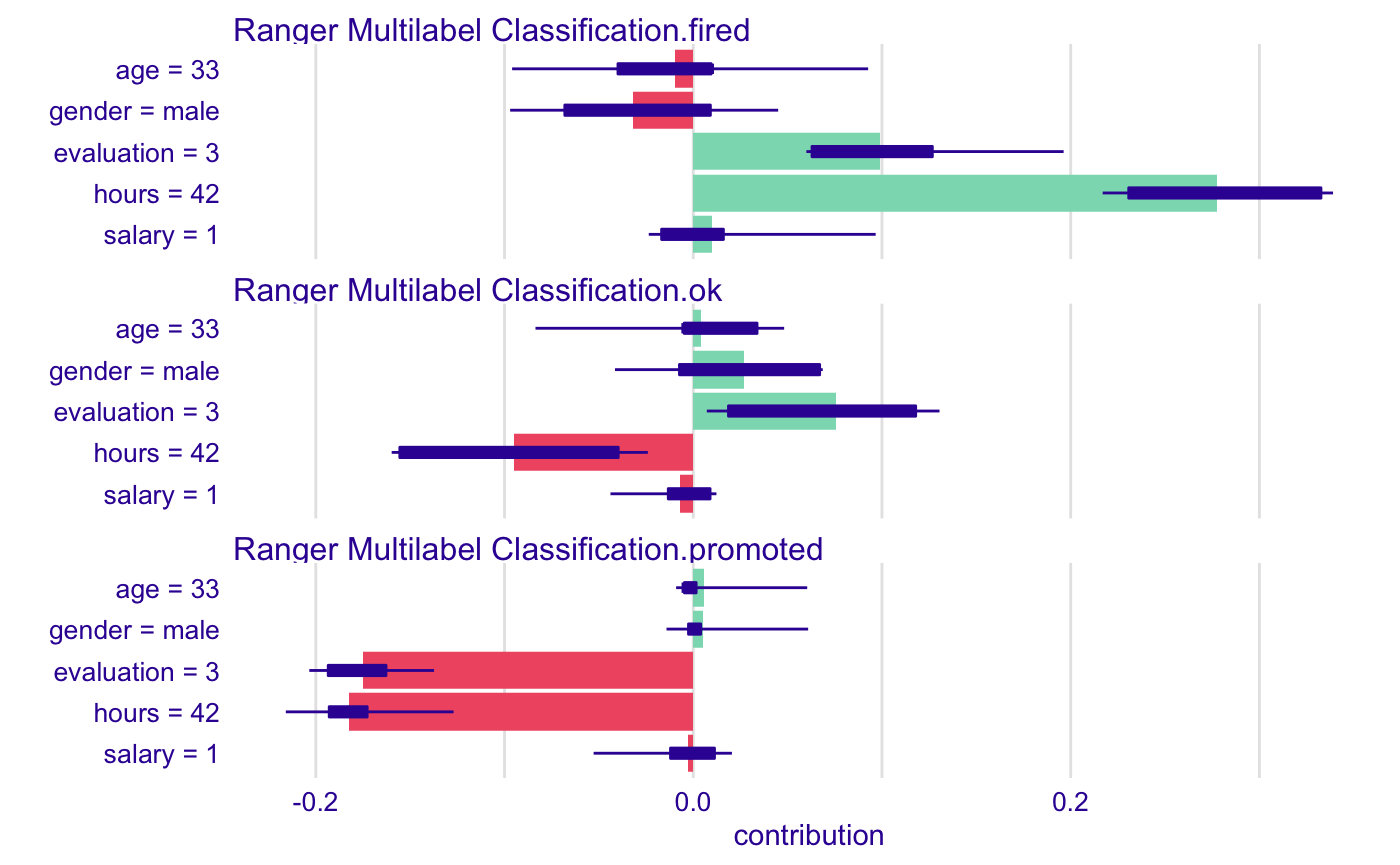 Ranger Multilabel Classification.fired
age = 33
gender = male
evaluation = 3
hours = 42
salary = 1
Ranger Multilabel Classification.ok
age = 33
gender = male
evaluation = 3
hours = 42
salary = 1
Ranger Multilabel Classification.promoted
age = 33
gender = male
evaluation = 3
hours = 42
salary = 1
-0.2 0.0 0.2
contribution